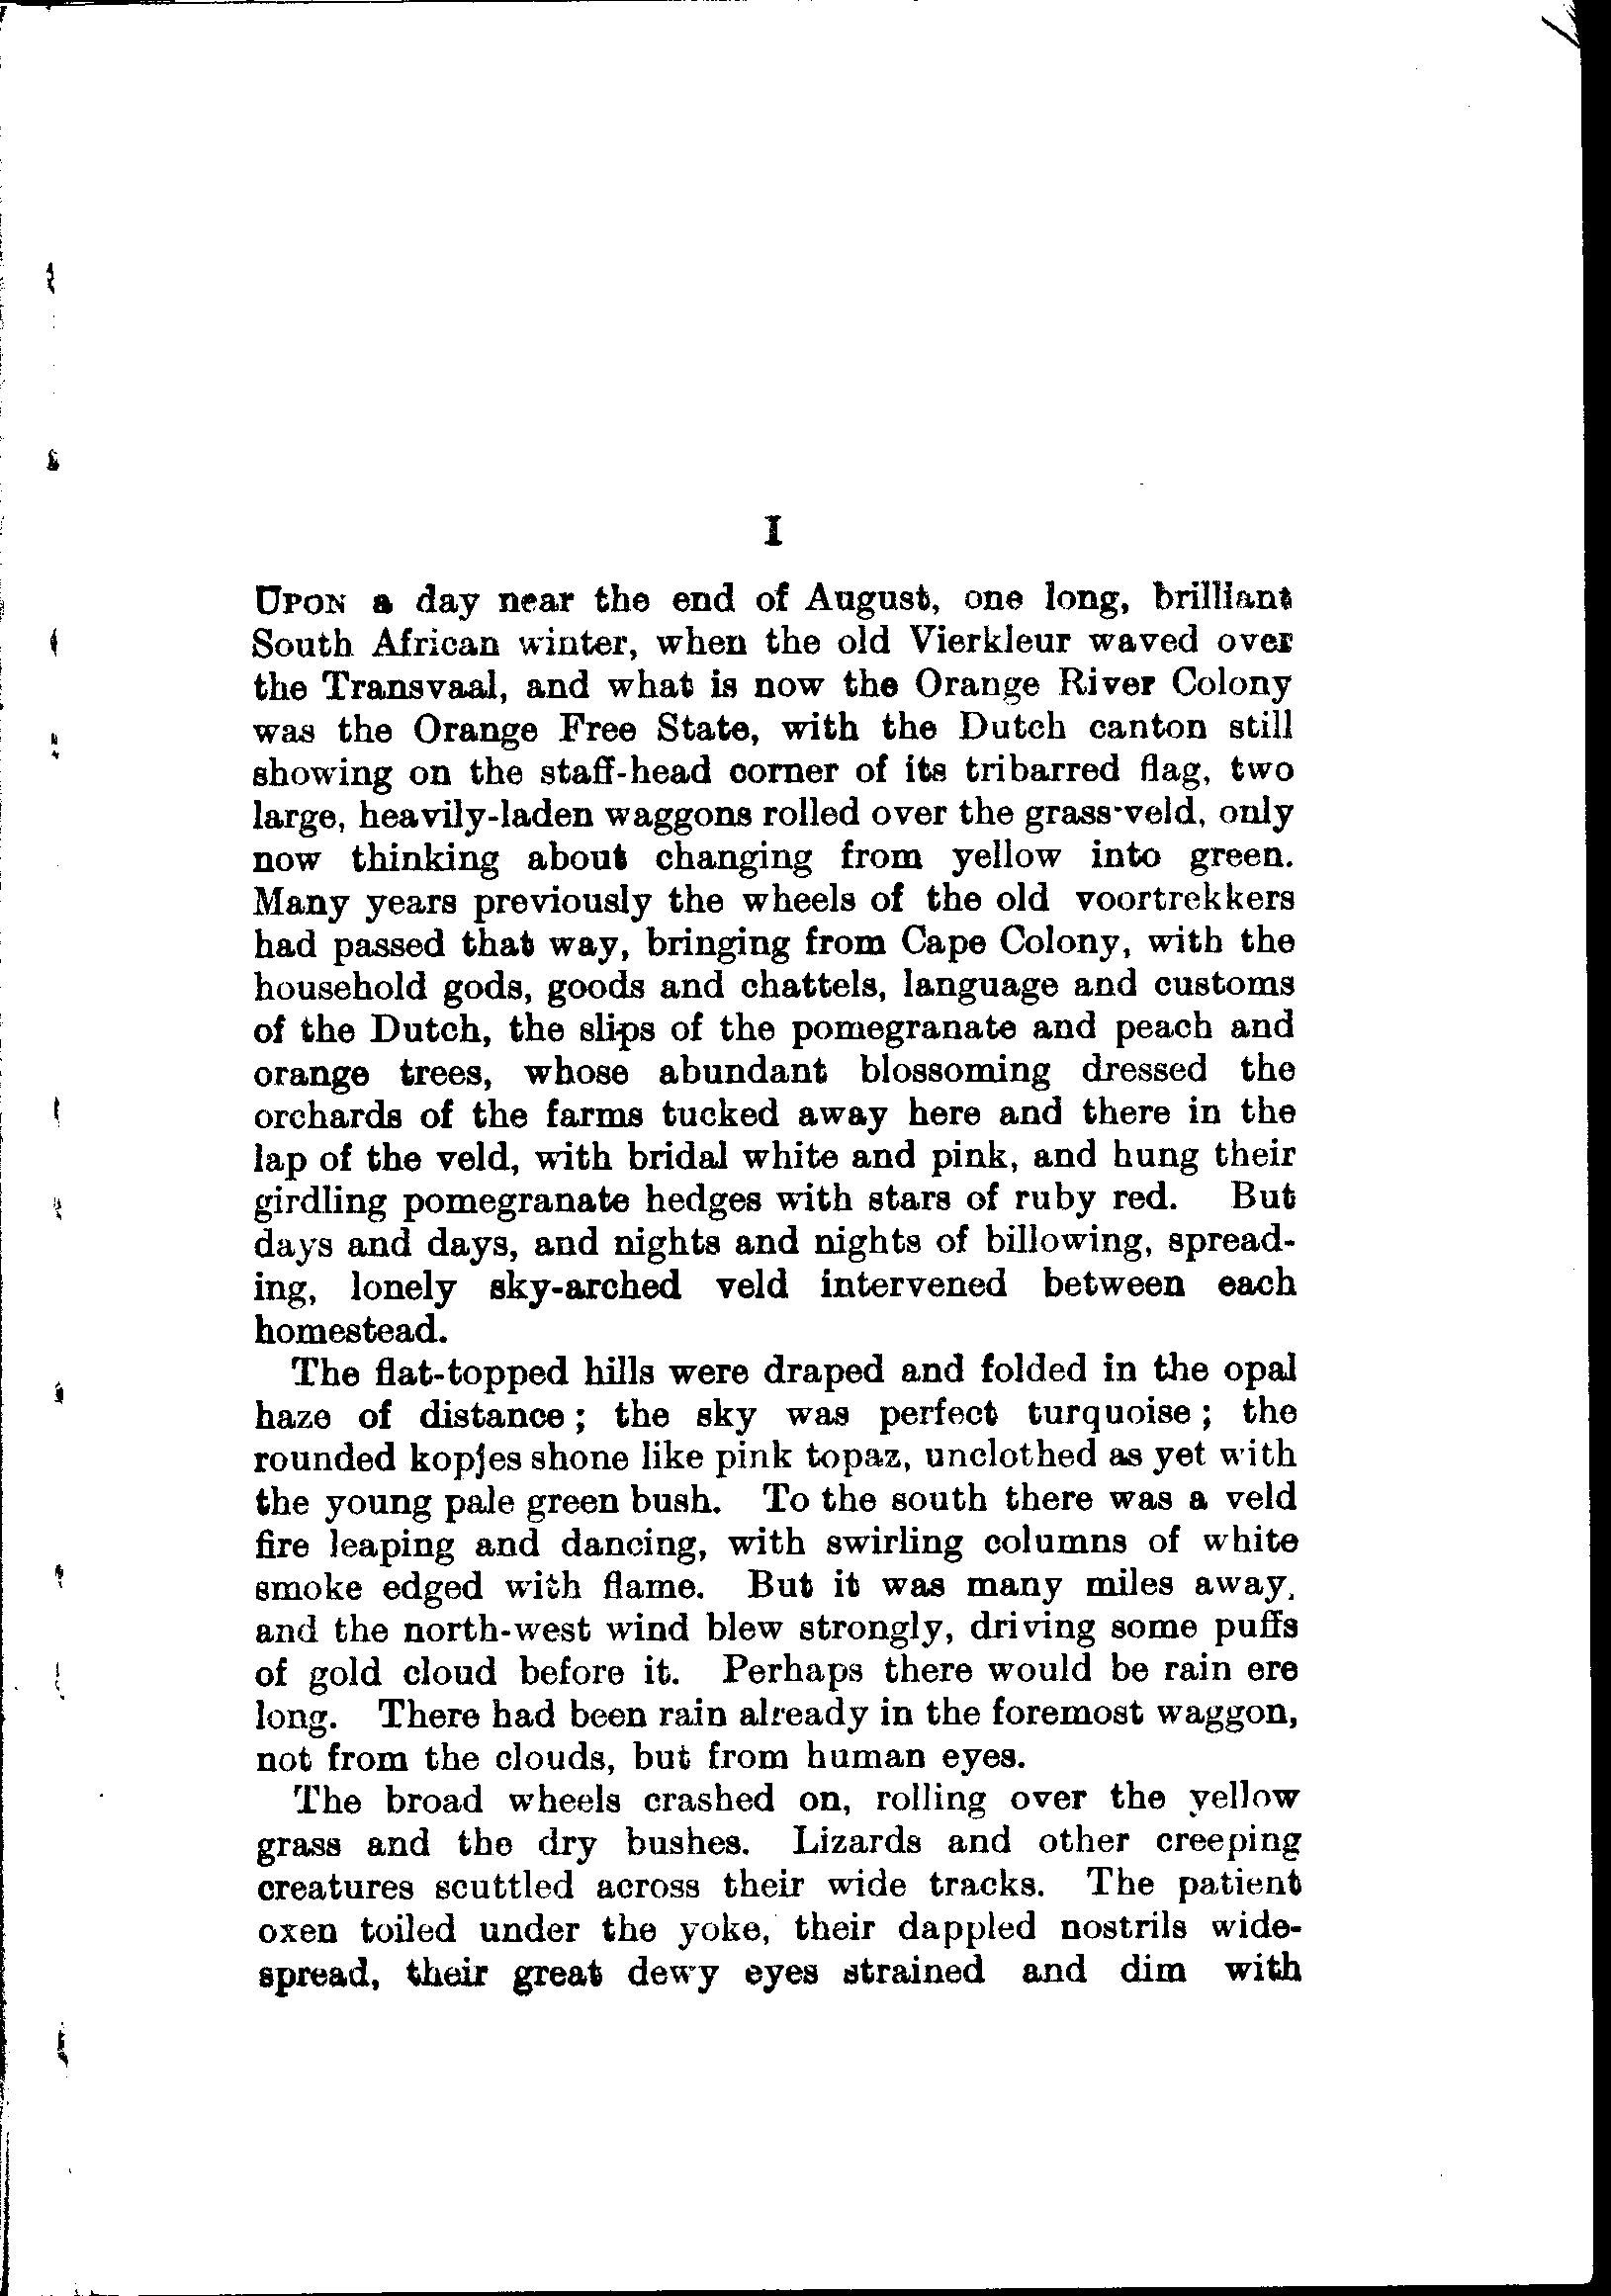 I
UPON a day near the end of August, one long, brilliant
South African winter, when the old Vierkleur waved over
the Transvaal, and what is now the Orange River Colony
was the Orange Free State, with the Dutch canton still
showing on the staff-head corner of its tribarred flag, two
large, heavily-laden waggons rolled over the grass-veld, only
now thinking about changing from yellow into green.
Many years previously the wheels of the old voortrekkers
had passed that way, bringing from Cape Colony, with the
household gods, goods and chattels, language and customs
of the Dutch, the slips of the pomegranate and peach and
orange trees, whose abundant blossoming dressed the
orchards of the farms tucked away here and there in the
lap of the veld, with bridal white and pink, and hung their
girdling pomegranate hedges with stars of ruby red. But
days and days, and nights and nights of billowing, spread-
ing, lonely sky-arched veld intervened between each
homestead.
The flat-topped hills were draped and folded in the opal
haze of distance; the sky was perfect turquoise; the
rounded kopjes shone like pink topaz, unclothed as yet with
the young pale green bush. To the south there was a veld
fire leaping and dancing, with swirling columns of white
smoke edged with flame. But it was many miles away,
and the north-west wind blew strongly, driving some puffs
of gold cloud before it. Perhaps there would be rain ere
long. There had been rain already in the foremost waggon,
not from the clouds, but from human eyes.
The broad wheels crashed on, rolling over the yellow
grass and the dry bushes. Lizards and other creeping
creatures scuttled across their wide tracks. The patient
oxen toiled under the yoke, their dappled nostrils wide-
spread, their great dewy eyes strained and dim with